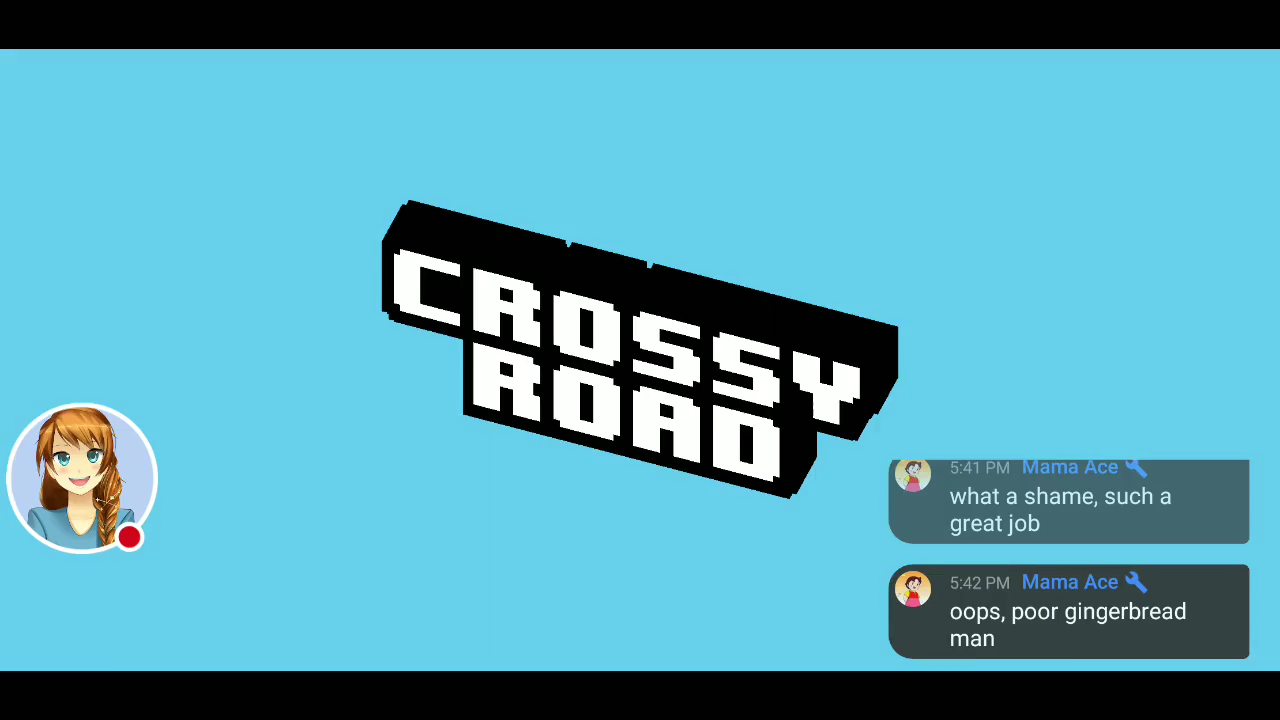 CROSSY
ROAD
5:41 PM Mama Ace
what a shame, such a
great job
5:42 PM Mama Ace
oops, poor gingerbread
man